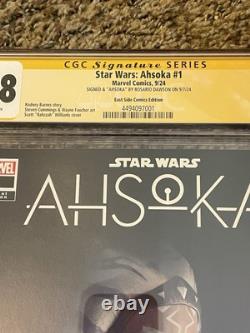 CGC Signature SERIES
Star Wars: Ahsoka #1
Marvel Comics, 9/24
SIGNED & "AHSOKA" BY ROSARIO DAWSON ON 9/7/24
East Side Comics Edition
8
Rodney Barnes story
Steven Cummings & Wayne Faucher art
Scott "Rahzzah" Williams cover
4494097001
MARVEL
STAR WARS
AHSOKA